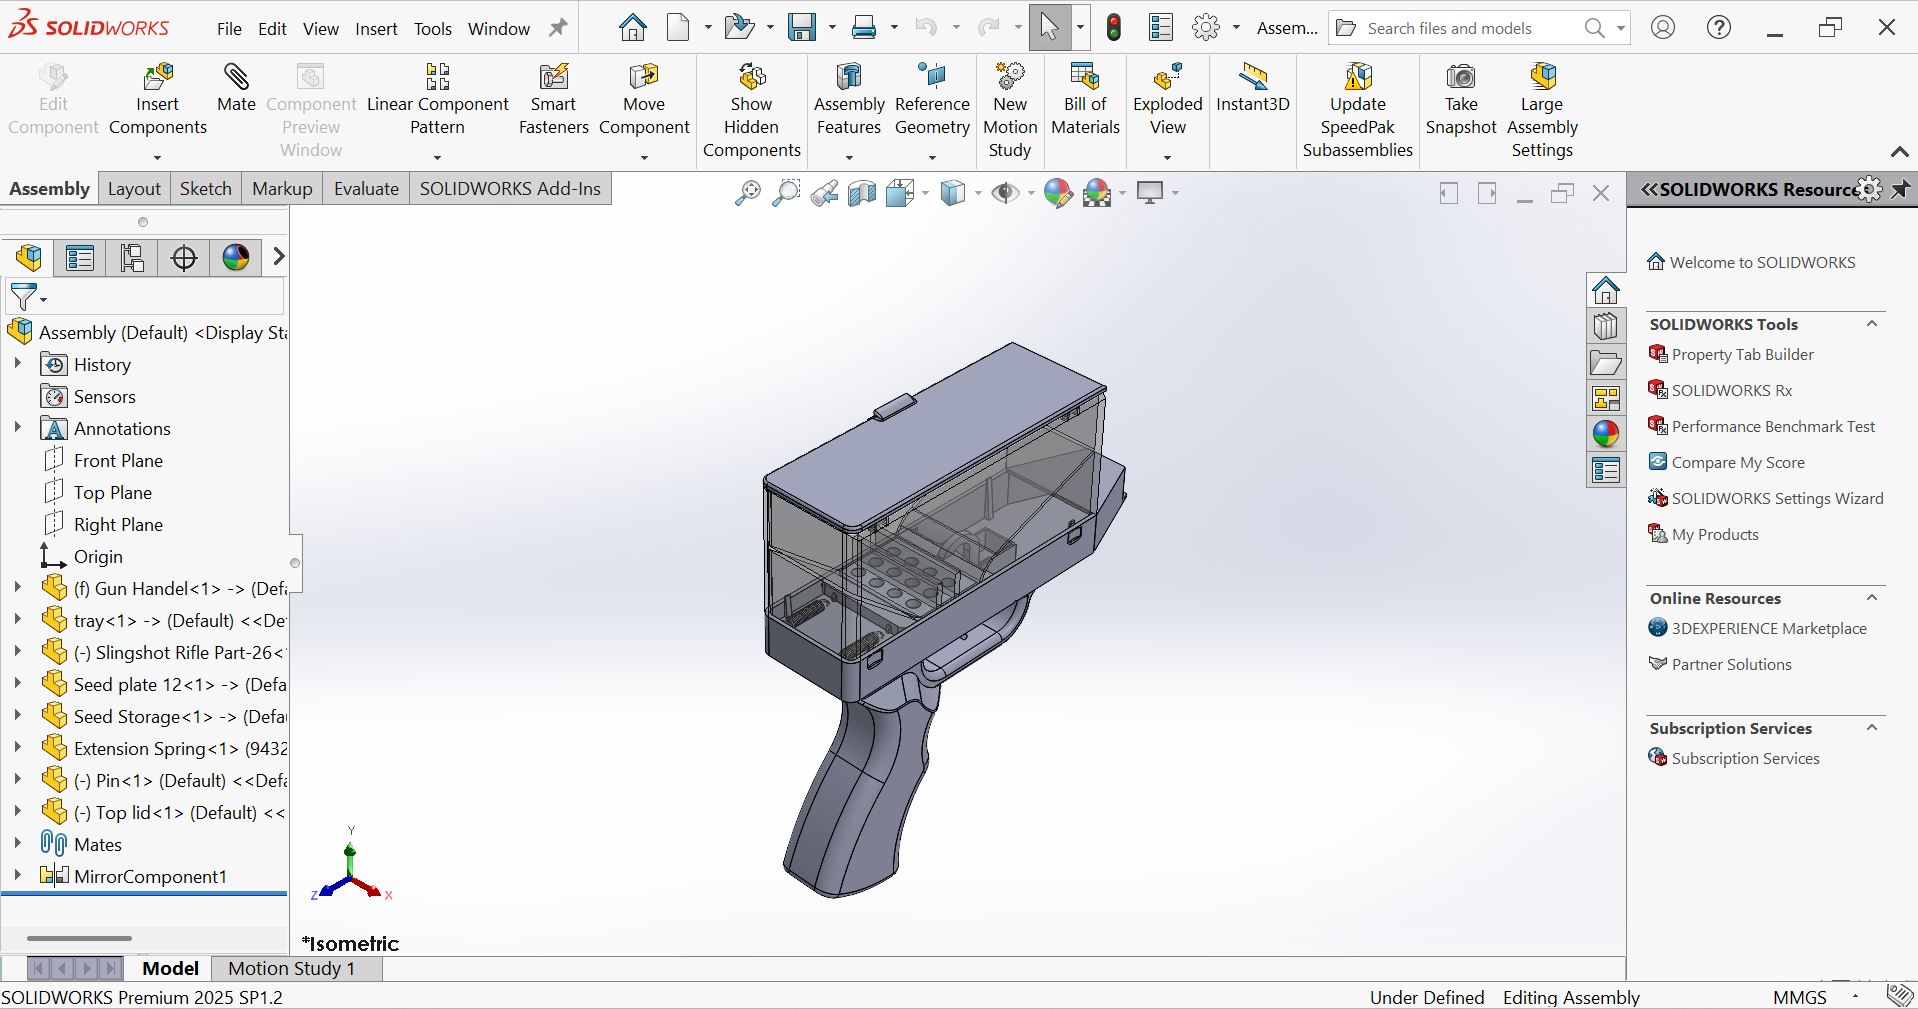 SOLIDWORKS
File Edit View Insert Tools Window
Assem...
Search files and models
Edit Component
Insert Components
Mate
Component Preview Window
Linear Component Pattern
Smart Fasteners
Move Component
Show Hidden Components
Assembly Features
Reference Geometry
New Motion Study
Bill of Materials
Exploded View
Instant3D
Update SpeedPak Subassemblies
Take Snapshot
Large Assembly Settings
Assembly Layout Sketch Markup Evaluate SOLIDWORKS Add-Ins
Assembly (Default) <Display Sta
History
Sensors
Annotations
Front Plane
Top Plane
Right Plane
Origin
(f) Gun Handel<1> -> (Defa
tray<1> -> (Default) <<De
(-) Slingshot Rifle Part-26<
Seed plate 12<1> -> (Defa
Seed Storage<1> -> (Defau
Extension Spring<1> (9432
(-) Pin<1> (Default) <<Defa
(-) Top lid<1> (Default) <<
Mates
MirrorComponent1
Y
Z
X
*Isometric
Model
Motion Study 1
SOLIDWORKS Premium 2025 SP1.2
Under Defined
Editing Assembly
MMGS
SOLIDWORKS Resourc
Welcome to SOLIDWORKS
SOLIDWORKS Tools
Property Tab Builder
SOLIDWORKS Rx
Performance Benchmark Test
Compare My Score
SOLIDWORKS Settings Wizard
My Products
Online Resources
3DEXPERIENCE Marketplace
Partner Solutions
Subscription Services
Subscription Services